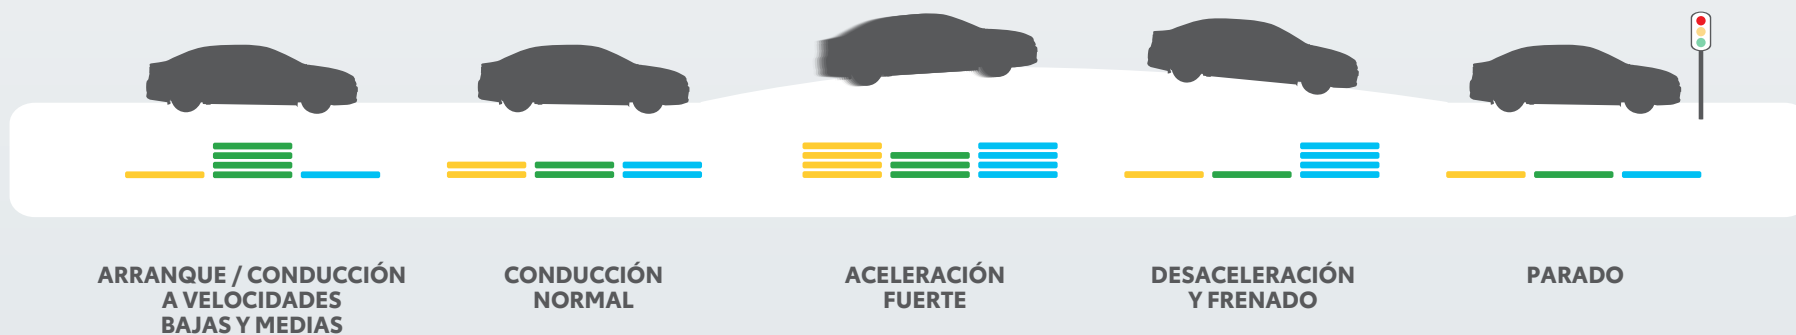 ARRANQUE / CONDUCCIÓN
A VELOCIDADES
BAJAS Y MEDIAS
CONDUCCIÓN
NORMAL
ACELERACIÓN
FUERTE
DESACELERACIÓN
Y FRENADO
PARADO